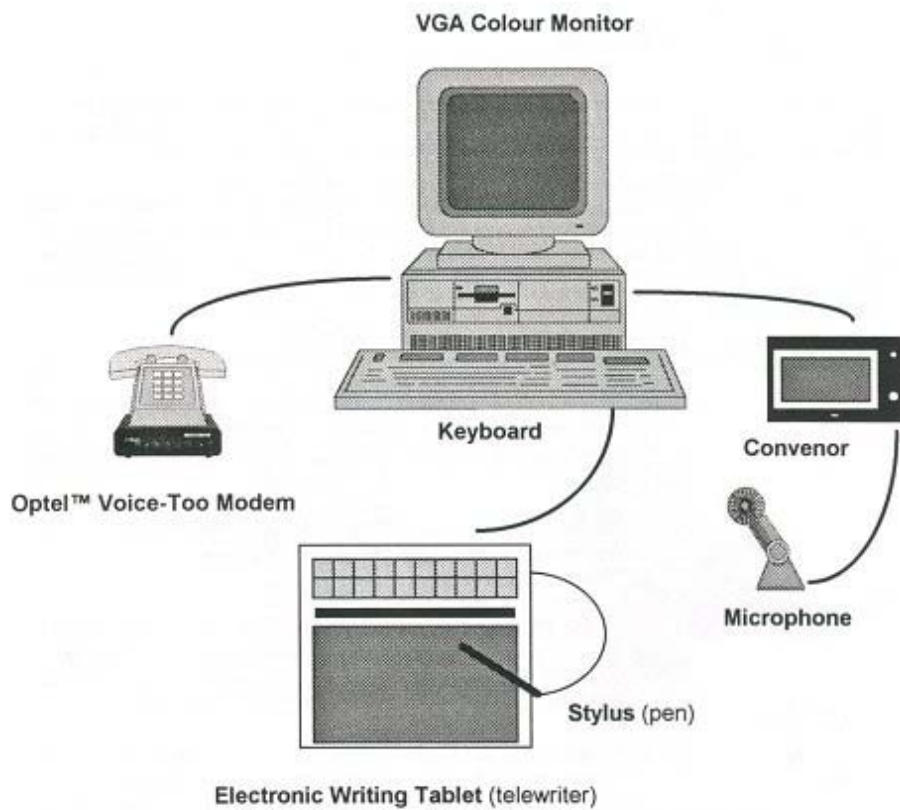 VGA Colour Monitor
Keyboard
Convenor
Optel™ Voice-Too Modem
Microphone
Stylus (pen)
Electronic Writing Tablet (telewriter)